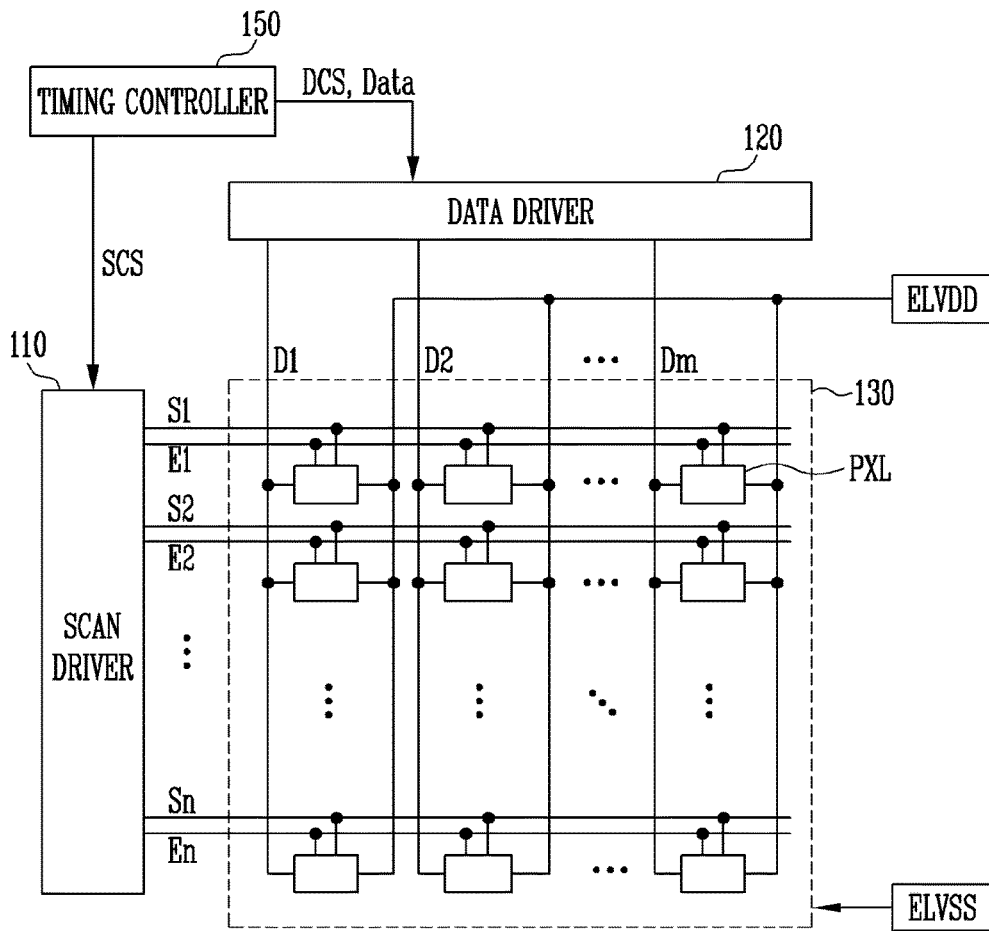 150
TIMING CONTROLLER
DCS, Data
120
DATA DRIVER
SCS
ELVDD
110
D1
D2
Dm
130
S1
E1
PXL
S2
E2
SCAN
DRIVER
Sn
En
ELVSS